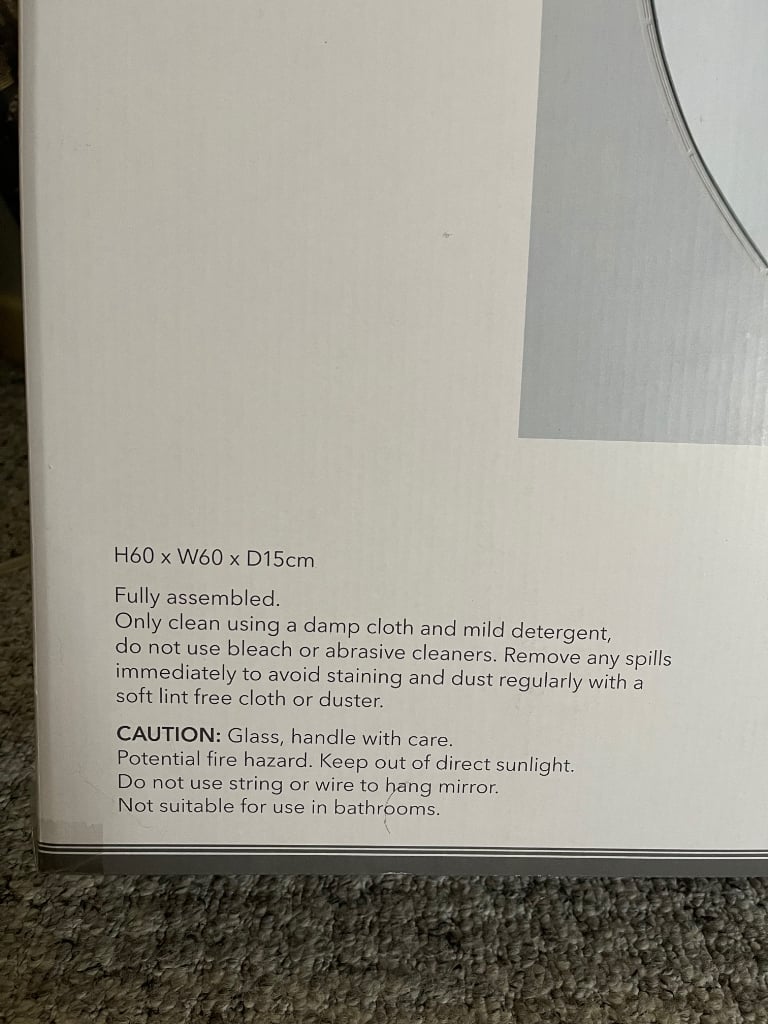 H60 x W60 x D15cm
Fully assembled.
Only clean using a damp cloth and mild detergent,
do not use bleach or abrasive cleaners. Remove any spills
immediately to avoid staining and dust regularly with a
soft lint free cloth or duster.
CAUTION: Glass, handle with care.
Potential fire hazard. Keep out of direct sunlight.
Do not use string or wire to hang mirror.
Not suitable for use in bathrooms.